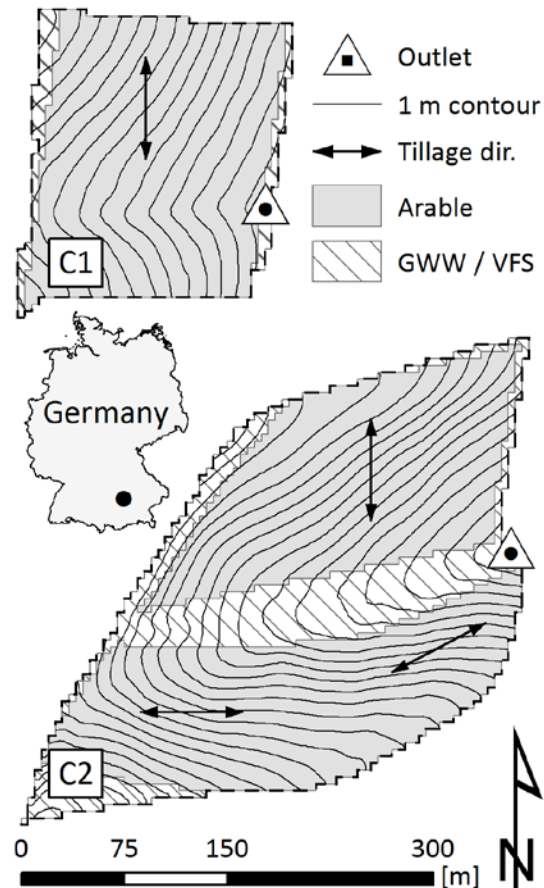 Outlet
1 m contour
Tillage dir.
Arable
GWW / VFS
C1
Germany
C2
0 75 150 300
[m]
N